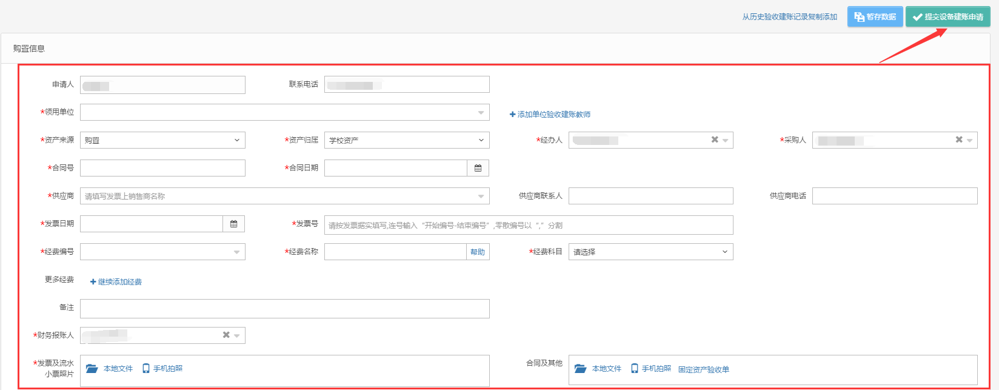 从历史验收建账记录复制添加 暂存数据 提交设备建账申请
购置信息
申请人 联系电话
*领用单位 添加单位验收建账教师
*资产来源 购置 *资产归属 学校资产 *经办人 *采购人
*合同号 *合同日期
*供应商 请填写发票上销售商名称 供应商联系人 供应商电话
*发票日期 *发票号 请按发票据实填写,连号输入“开始编号-结束编号”,零散编号以“,”分割
*经费编号 *经费名称 帮助 *经费科目 请选择
更多经费 继续添加经费
备注
*财务报账人
*发票及流水小票照片 本地文件 手机拍照 合同及其他 本地文件 手机拍照 固定资产验收单